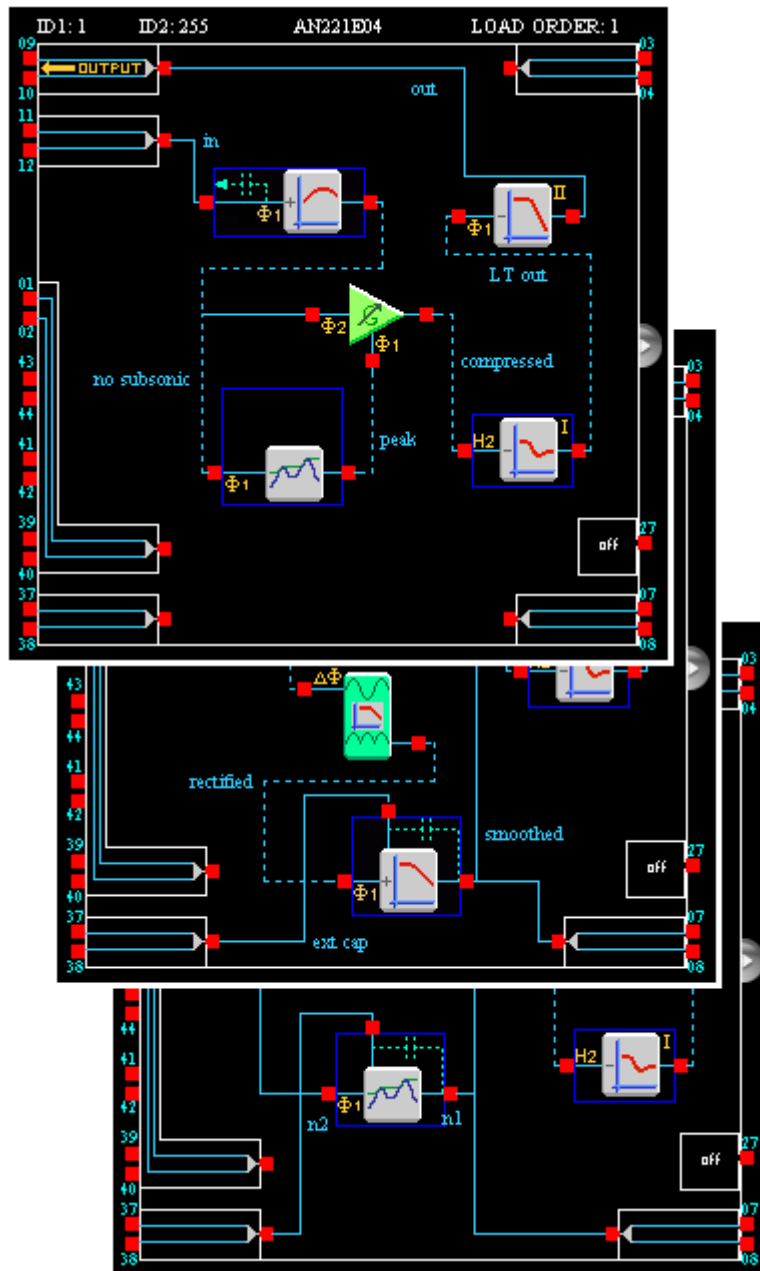 ID1: 1 ID2: 255 AN221E04 LOAD ORDER: 1
09 03
OUTPUT
10 04
out
11
in
12
II
Φ1 Φ1
LT out
01
Φ2
02 Φ1
compressed 03
43
no subsonic
44 04
peak
41 H2 I
Φ1
42
39 27
off
40
37 07
38 08
43 ΔΦ H2 03
44 04
41
rectified
42
smoothed
39 27
off
Φ1
40
37 07
ext cap
38 08
44
I
41 H2
42 Φ1
n2 n1
39 27
off
40
37 07
38 08